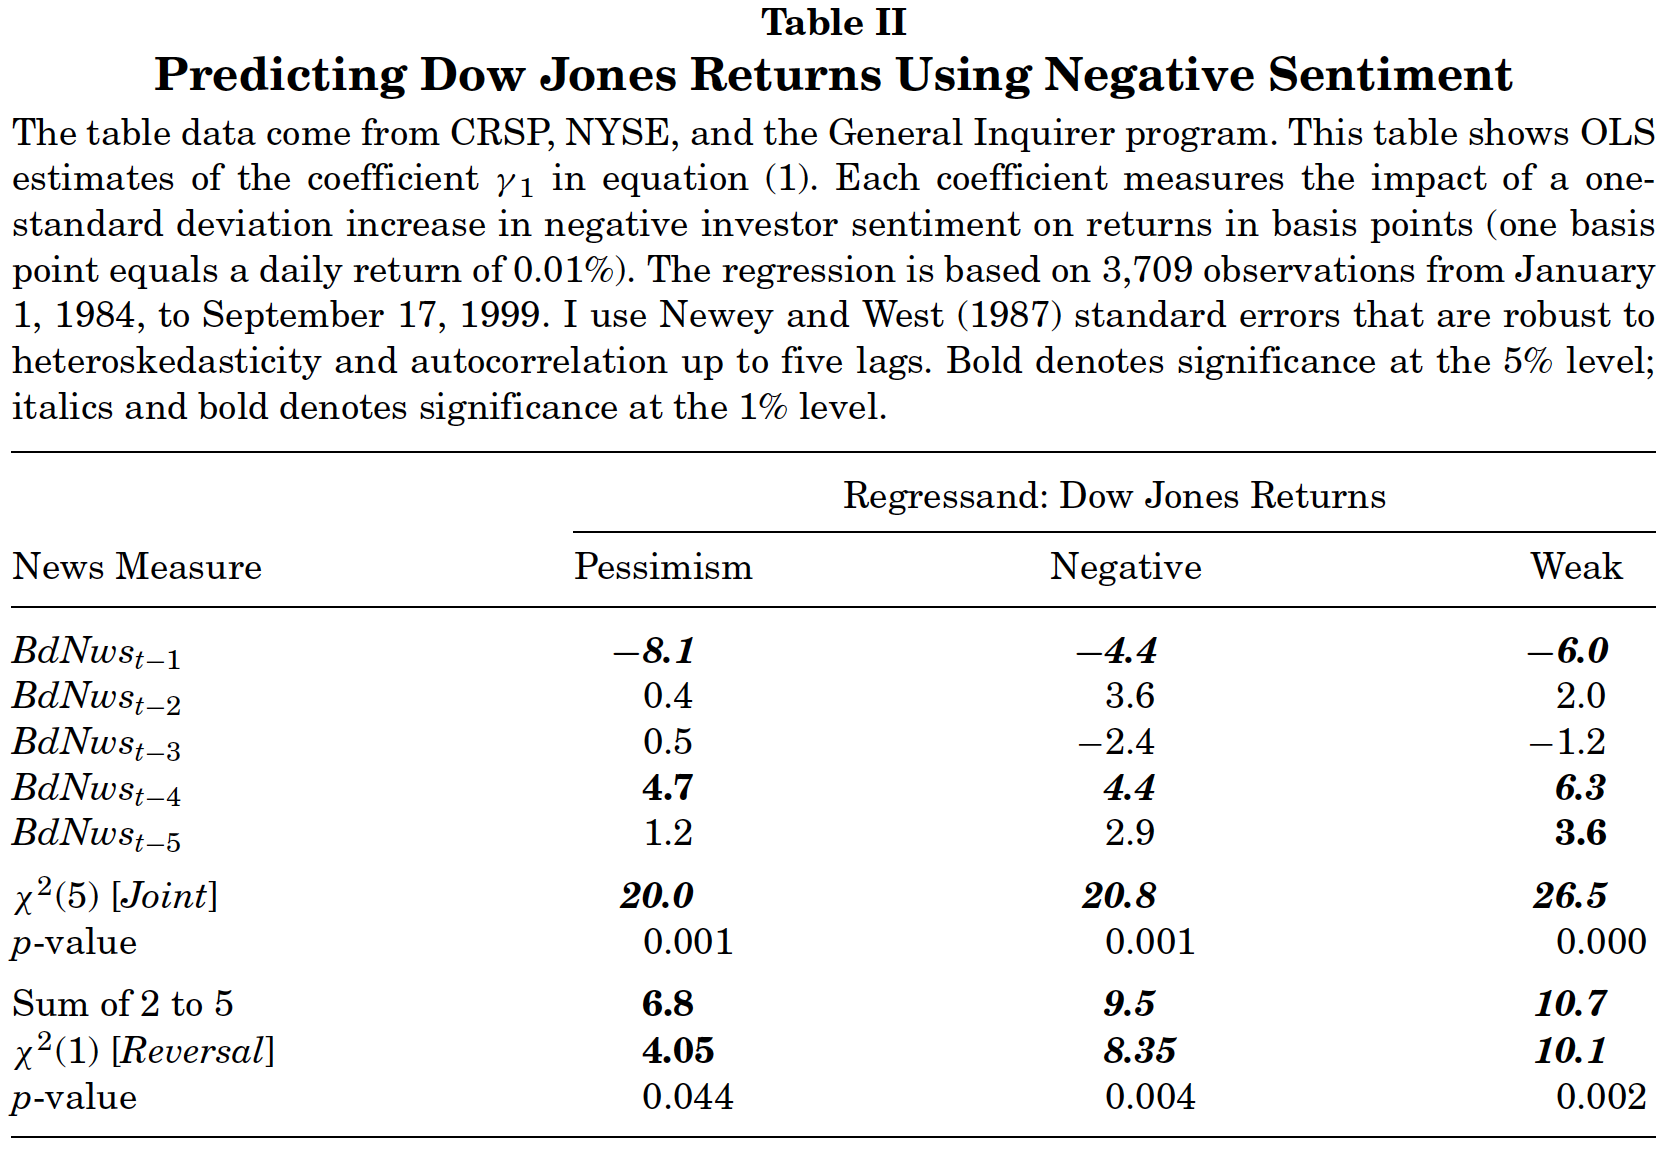 Table II
Predicting Dow Jones Returns Using Negative Sentiment
The table data come from CRSP, NYSE, and the General Inquirer program. This table shows OLS
estimates of the coefficient γ1 in equation (1). Each coefficient measures the impact of a one-
standard deviation increase in negative investor sentiment on returns in basis points (one basis
point equals a daily return of 0.01%). The regression is based on 3,709 observations from January
1, 1984, to September 17, 1999. I use Newey and West (1987) standard errors that are robust to
heteroskedasticity and autocorrelation up to five lags. Bold denotes significance at the 5% level;
italics and bold denotes significance at the 1% level.
Regressand: Dow Jones Returns
News Measure Pessimism Negative Weak
BdNwst−1 −8.1 −4.4 −6.0
BdNwst−2 0.4 3.6 2.0
BdNwst−3 0.5 −2.4 −1.2
BdNwst−4 4.7 4.4 6.3
BdNwst−5 1.2 2.9 3.6
χ2(5) [Joint] 20.0 20.8 26.5
p-value 0.001 0.001 0.000
Sum of 2 to 5 6.8 9.5 10.7
χ2(1) [Reversal] 4.05 8.35 10.1
p-value 0.044 0.004 0.002